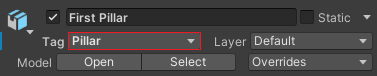 First Pillar Static
Tag Pillar Layer Default
Model Open Select Overrides